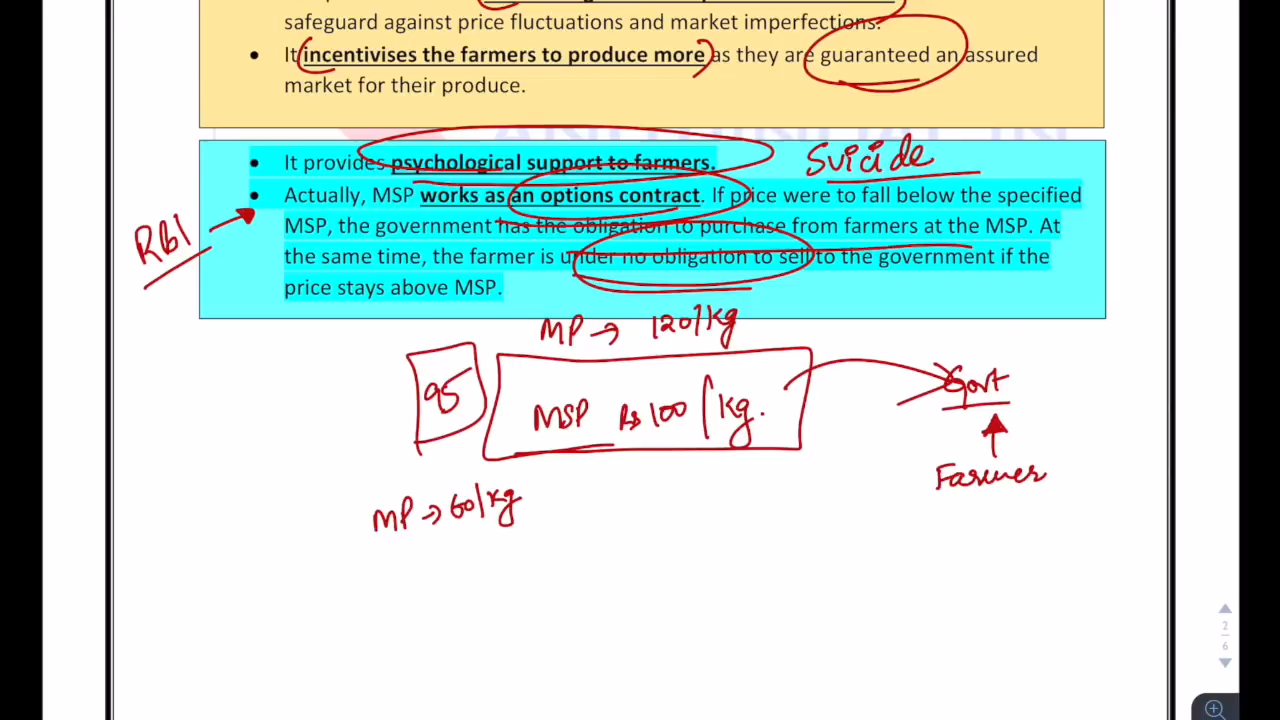 safeguard against price fluctuations and market imperfections.
• It incentivises the farmers to produce more as they are guaranteed an assured
market for their produce.
• It provides psychological support to farmers.
Suicide
• Actually, MSP works as an options contract. If price were to fall below the specified
MSP, the government has the obligation to purchase from farmers at the MSP. At
the same time, the farmer is under no obligation to sell to the government if the
price stays above MSP.
RBI
MP → 120/kg
95
MSP Rs 100/kg.
Govt
Farmer
MP → 60/kg
2
6